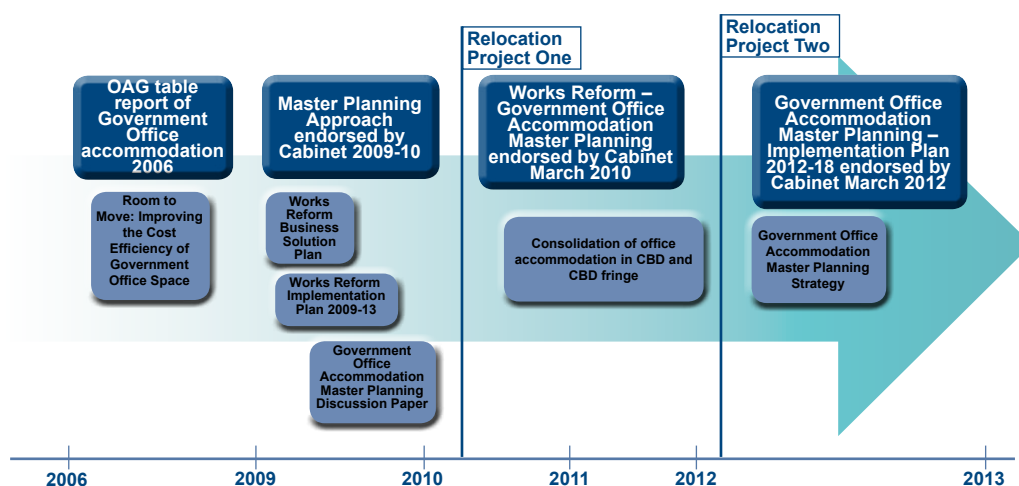 Relocation
Project One
Relocation
Project Two
OAG table
report of
Government
Office
accommodation
2006
Master Planning
Approach
endorsed by
Cabinet 2009-10
Works Reform –
Government Office
Accommodation
Master Planning
endorsed by Cabinet
March 2010
Government Office
Accommodation
Master Planning –
Implementation Plan
2012-18 endorsed by
Cabinet March 2012
Room to
Move: Improving
the Cost
Efficiency of
Government
Office Space
Works
Reform
Business
Solution
Plan
Works Reform
Implementation
Plan 2009-13
Government
Office
Accommodation
Master Planning
Discussion Paper
Consolidation of office
accommodation in CBD and
CBD fringe
Government Office
Accommodation
Master Planning
Strategy
2006
2009
2010
2011
2012
2013